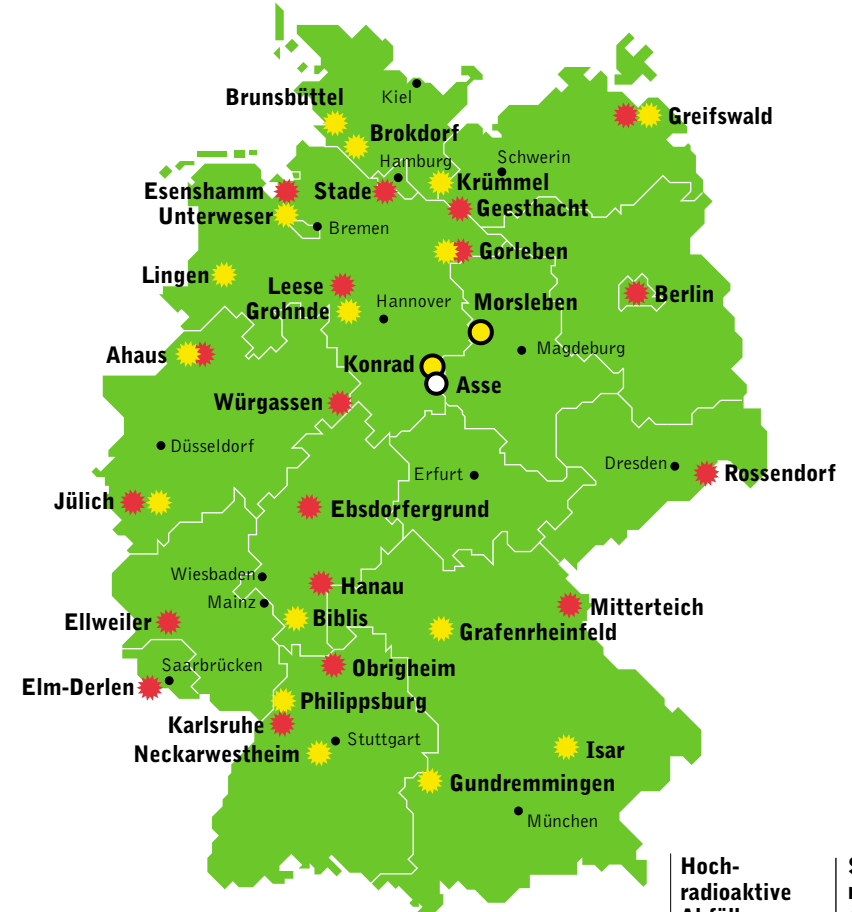 Kiel
Brunsbüttel
Greifswald
Brokdorf
Hamburg
Schwerin
Krümmel
Esenshamm
Stade
Geesthacht
Unterweser
Bremen
Gorleben
Lingen
Leese
Berlin
Hannover
Morsleben
Grohnde
Magdeburg
Ahaus
Konrad
Asse
Würgassen
Düsseldorf
Erfurt
Dresden
Rossendorf
Jülich
Ebsdorfergrund
Wiesbaden
Hanau
Mainz
Mitterteich
Ellweiler
Biblis
Grafenrheinfeld
Saarbrücken
Obrigheim
Elm-Derlen
Philippsburg
Karlsruhe
Stuttgart
Neckarwestheim
Isar
Gundremmingen
München
Hoch-
radioaktive